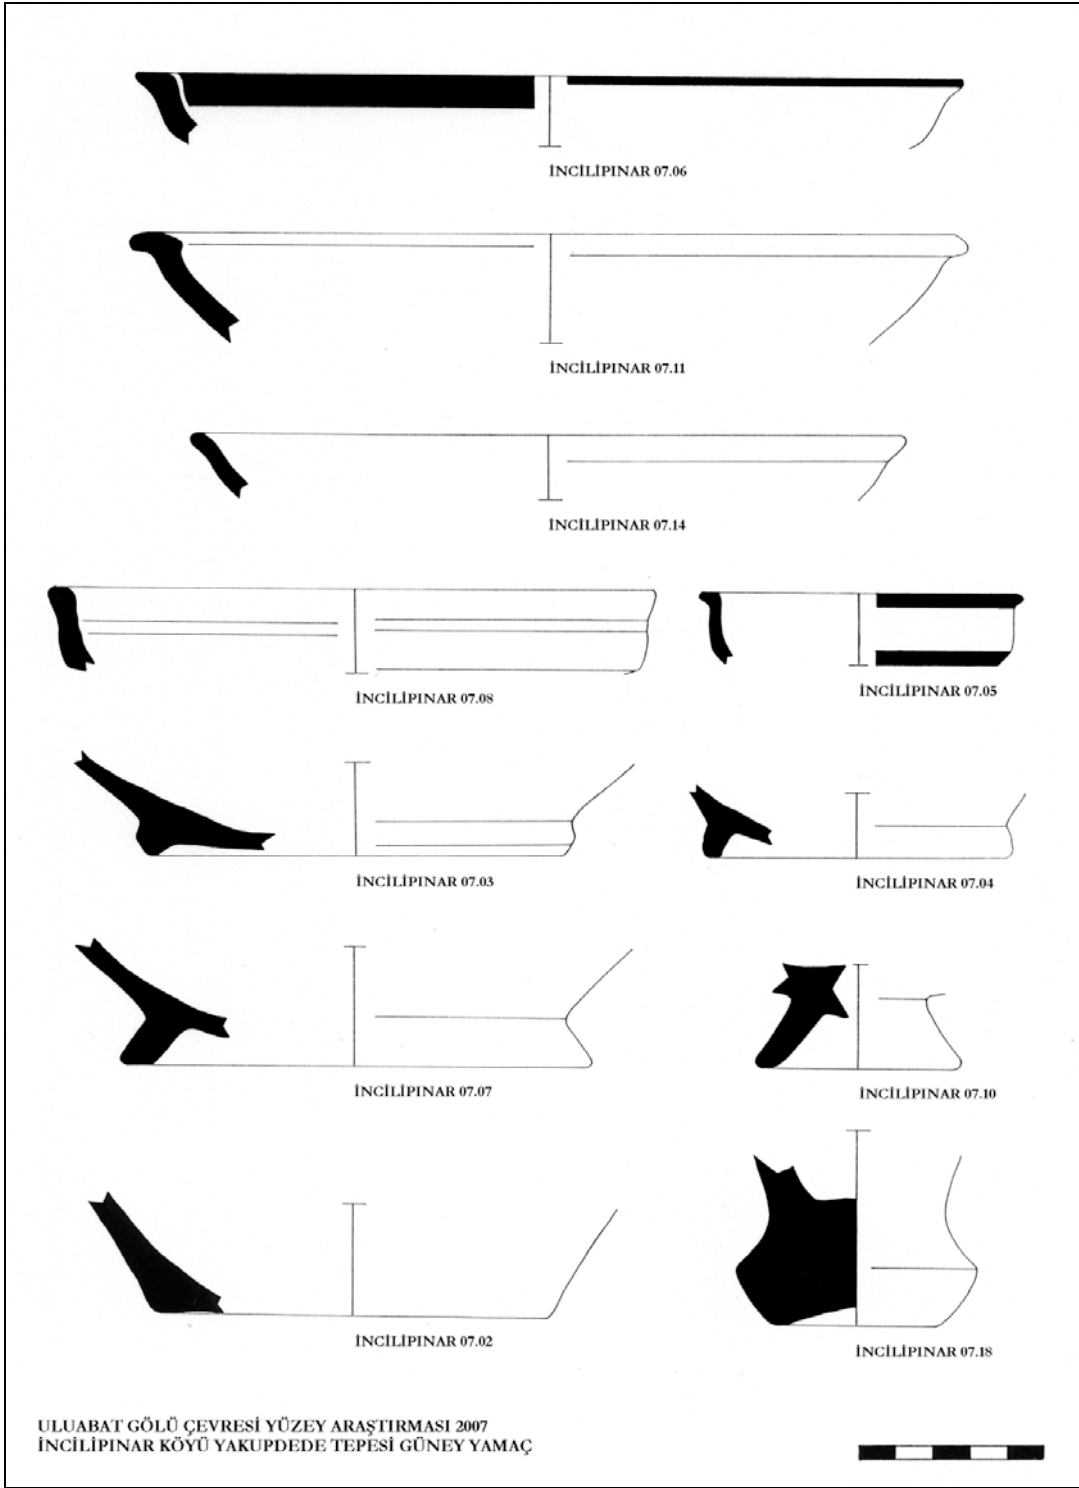 İNCİLİPINAR 07.06
İNCİLİPINAR 07.11
İNCİLİPINAR 07.14
İNCİLİPINAR 07.08
İNCİLİPINAR 07.05
İNCİLİPINAR 07.03
İNCİLİPINAR 07.04
İNCİLİPINAR 07.07
İNCİLİPINAR 07.10
İNCİLİPINAR 07.02
İNCİLİPINAR 07.18
ULUABAT GÖLÜ ÇEVRESİ YÜZEY ARAŞTIRMASI 2007
İNCİLİPINAR KÖYÜ YAKUPDEDE TEPESİ GÜNEY YAMAÇ